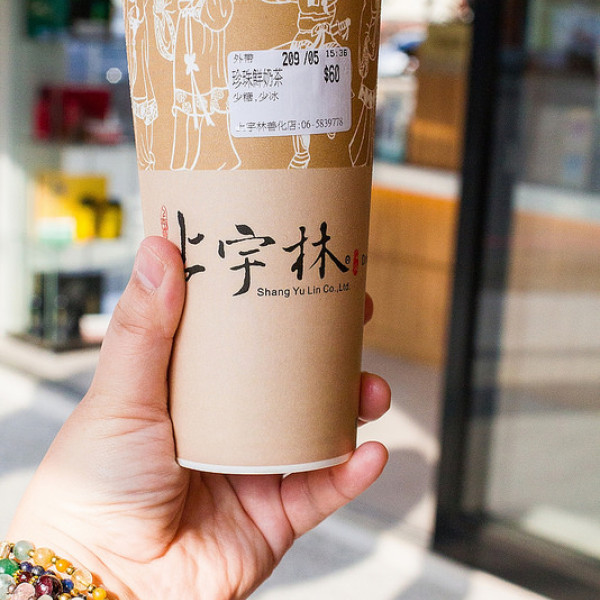 外帶 209 /05 15:36
珍珠鮮奶茶 $60
少糖,少冰
上宇林善化店:06-5839778
上宇林®
Shang Yu Lin Co.,Ltd.